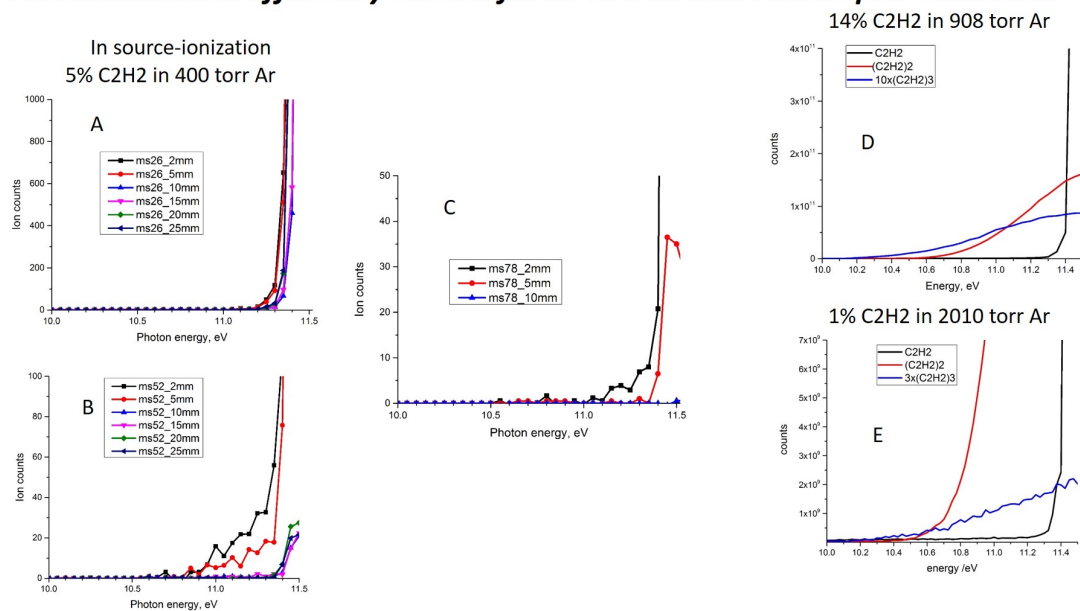 In source-ionization
5% C2H2 in 400 torr Ar
A
ms26_2mm
ms26_5mm
ms26_10mm
ms26_15mm
ms26_20mm
ms26_25mm
1000
800
600
400
200
0
Ion counts
10.0 10.5 11.0 11.5
Photon energy, eV
B
ms52_2mm
ms52_5mm
ms52_10mm
ms52_15mm
ms52_20mm
ms52_25mm
100
80
60
40
20
0
Ion counts
10.0 10.5 11.0 11.5
Photon energy, eV
C
ms78_2mm
ms78_5mm
ms78_10mm
50
40
30
20
10
0
Ion counts
10.0 10.5 11.0 11.5
Photon energy, eV
14% C2H2 in 908 torr Ar
C2H2
(C2H2)2
10x(C2H2)3
D
4x10¹¹
3x10¹¹
2x10¹¹
1x10¹¹
0
counts
10.0 10.2 10.4 10.6 10.8 11.0 11.2 11.4
Energy, eV
1% C2H2 in 2010 torr Ar
C2H2
(C2H2)2
3x(C2H2)3
E
7x10⁹
6x10⁹
5x10⁹
4x10⁹
3x10⁹
2x10⁹
1x10⁹
counts
10.0 10.2 10.4 10.6 10.8 11.0 11.2 11.4
energy /eV